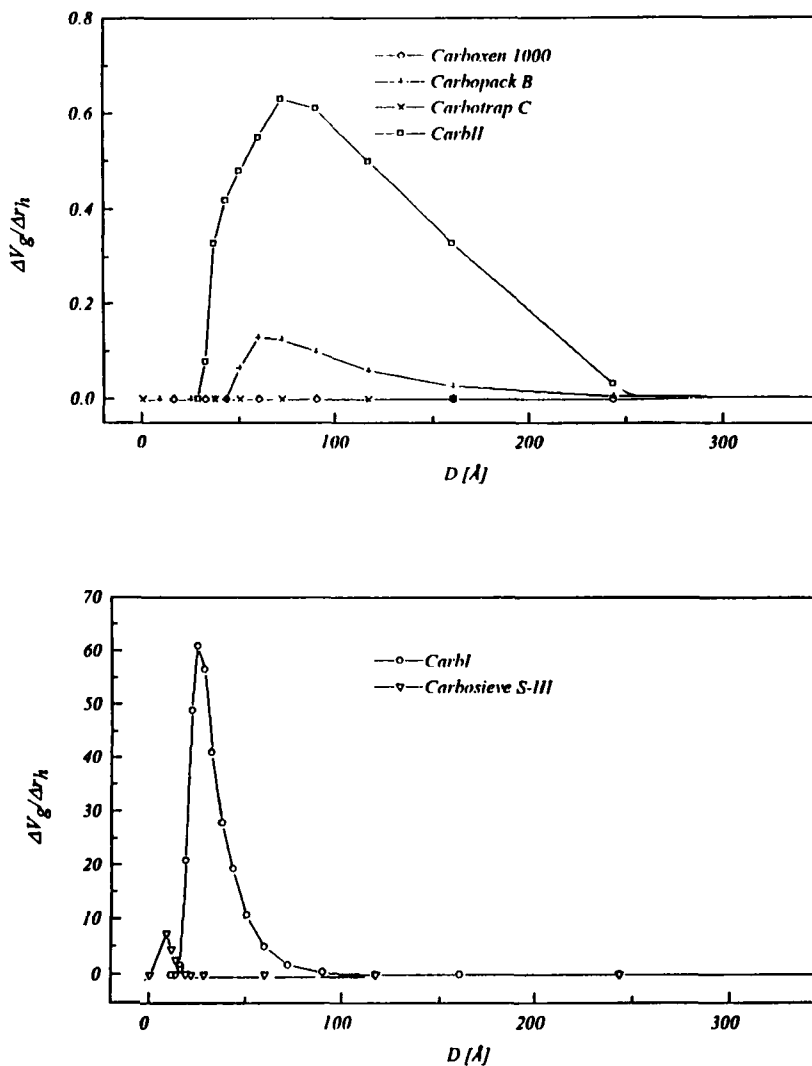 0.8
0.6
0.4
0.2
0.0
ΔVg/Δrh
Carboxen 1000
Carbopack B
Carbotrap C
CarbII
0 100 200 300
D [Å]
70
60
50
40
30
20
10
0
ΔVg/Δrh
CarbI
Carbosieve S-III
0 100 200 300
D [Å]